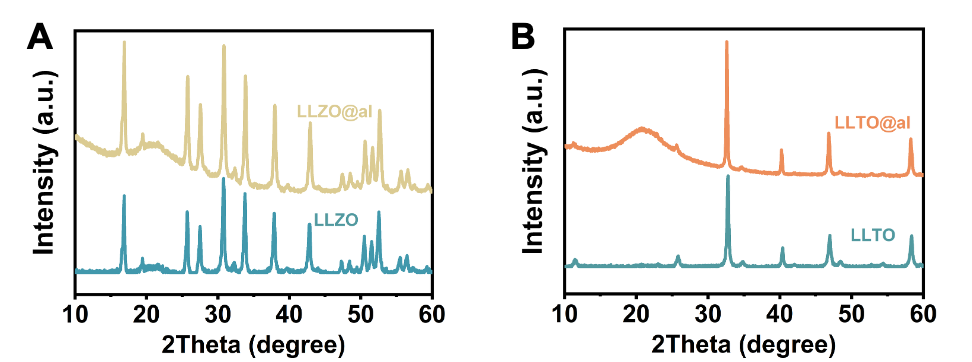 A
Intensity (a.u.)
LLZO@al
LLZO
10 20 30 40 50 60
2Theta (degree)
B
Intensity (a.u.)
LLTO@al
LLTO
10 20 30 40 50 60
2Theta (degree)